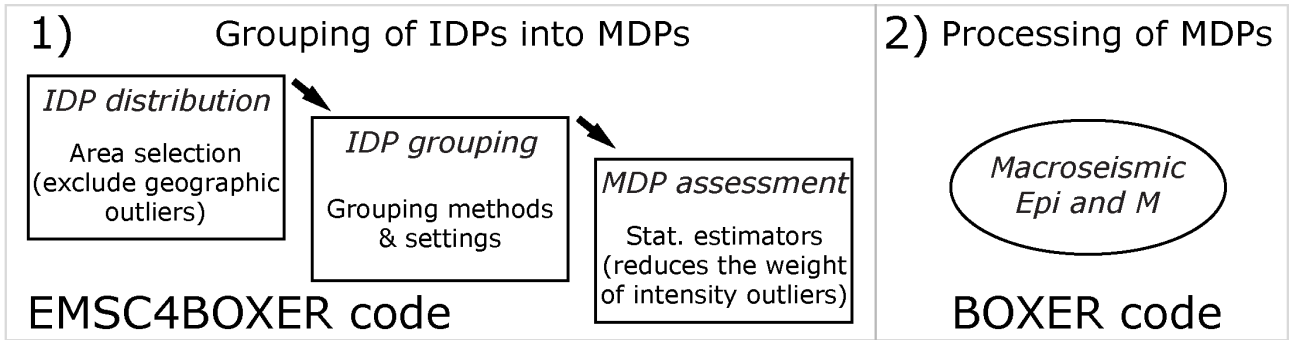 1) Grouping of IDPs into MDPs
IDP distribution
Area selection
(exclude geographic
outliers)
IDP grouping
Grouping methods
& settings
MDP assessment
Stat. estimators
(reduces the weight
of intensity outliers)
EMSC4BOXER code
2) Processing of MDPs
Macroseismic
Epi and M
BOXER code